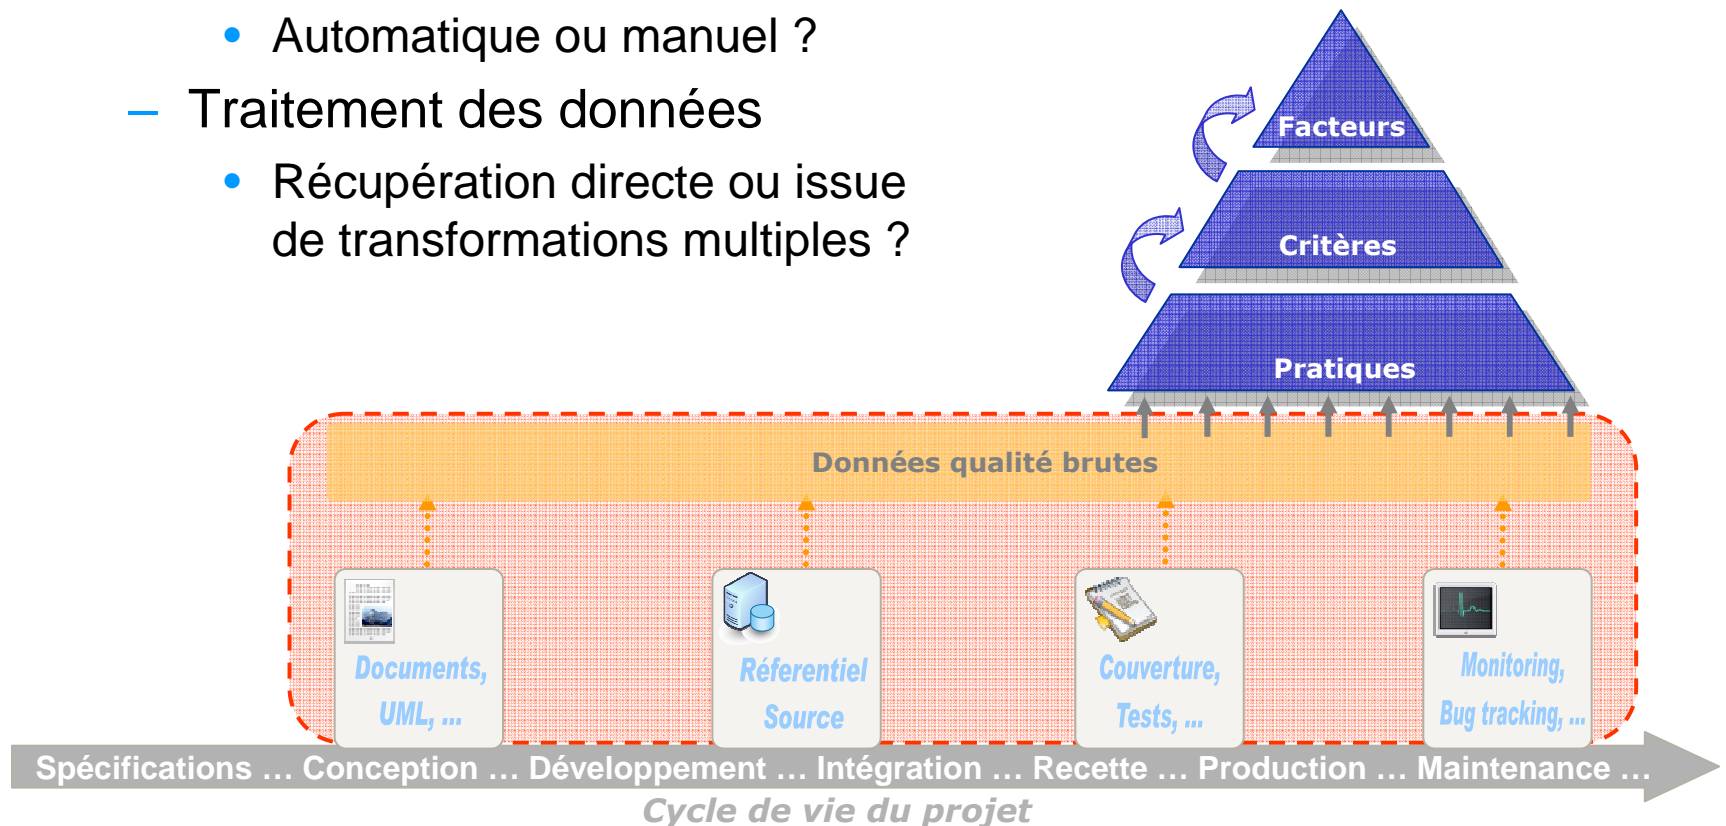 • Automatique ou manuel ?
– Traitement des données
• Récupération directe ou issue
de transformations multiples ?
Facteurs
Critères
Pratiques
Données qualité brutes
Documents,
UML, ...
Réferentiel
Source
Couverture,
Tests, ...
Monitoring,
Bug tracking, ...
Spécifications … Conception … Développement … Intégration … Recette … Production … Maintenance …
Cycle de vie du projet